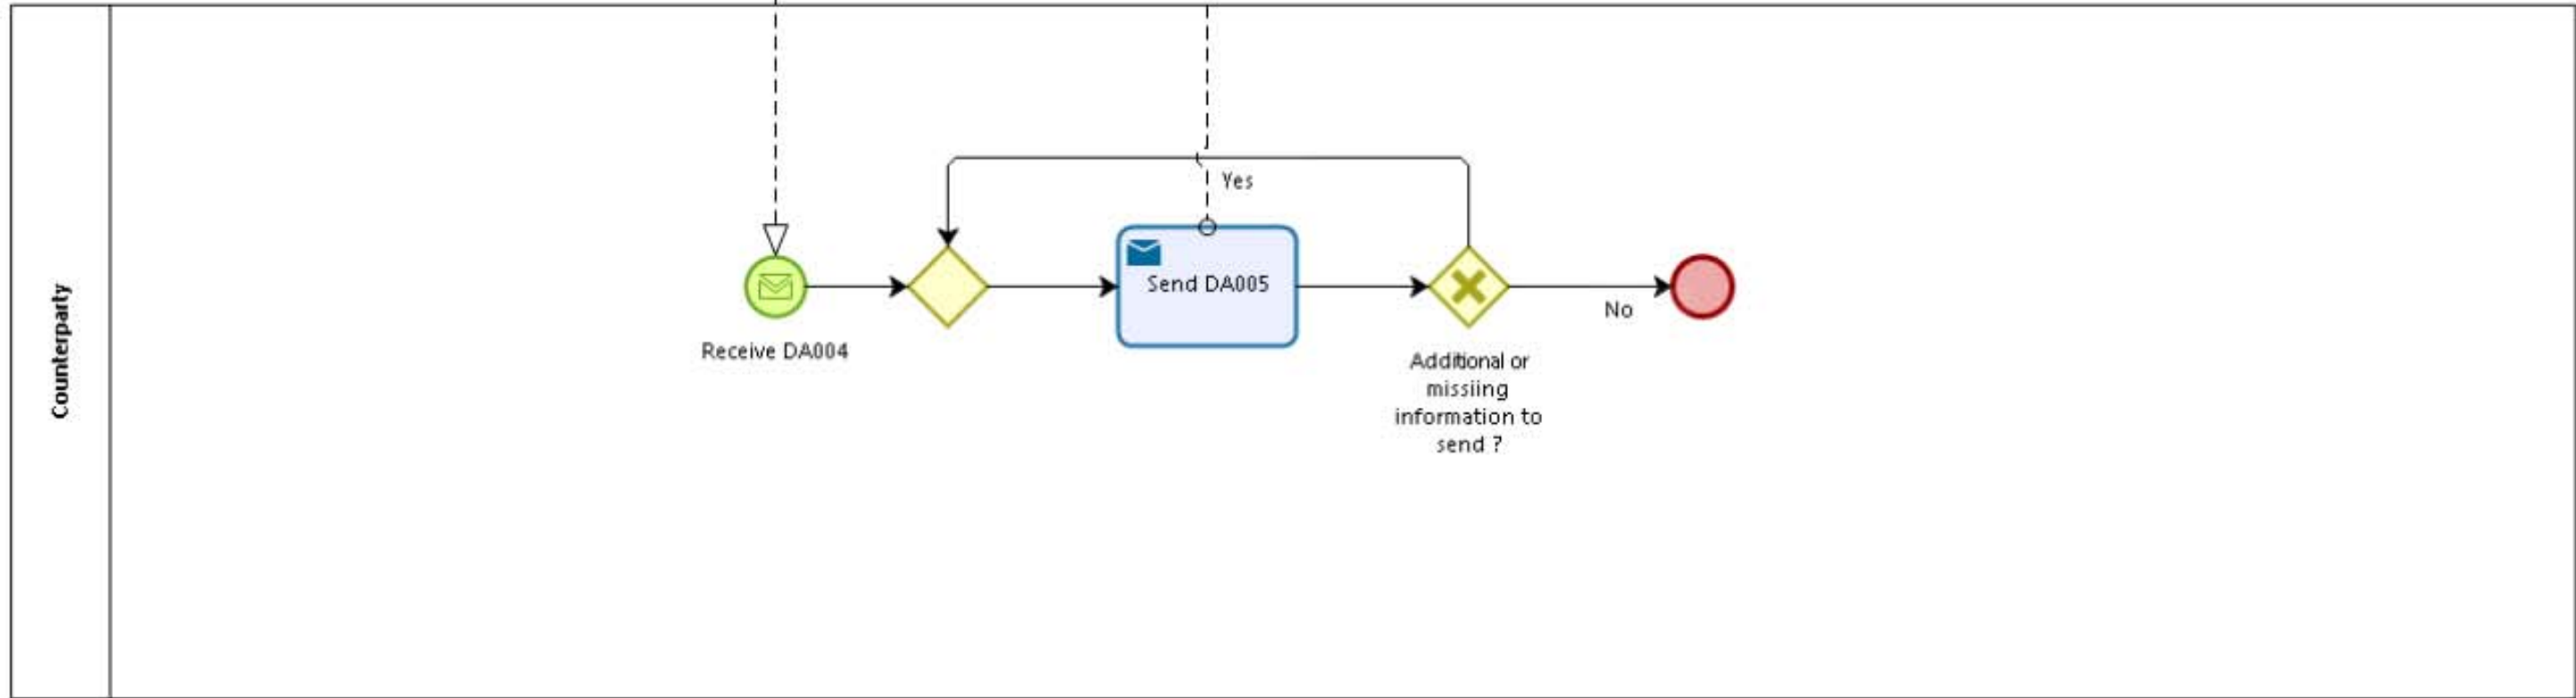 Counterparty
Yes
Send DA005
No
Receive DA004
Additional or
missiing
information to
send ?